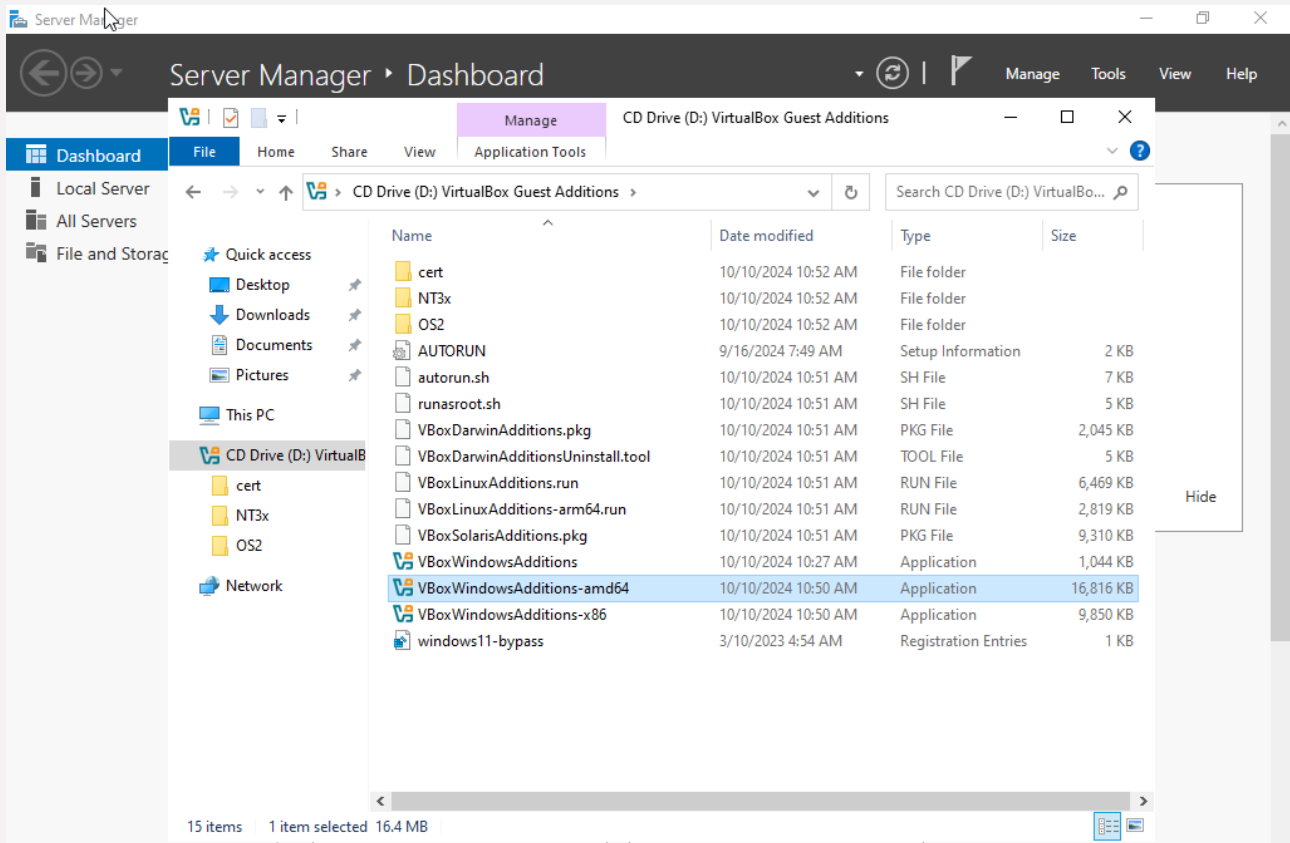 Server Manager
Server Manager ‣ Dashboard
Manage Tools View Help
Manage CD Drive (D:) VirtualBox Guest Additions
File Home Share View Application Tools
CD Drive (D:) VirtualBox Guest Additions
Search CD Drive (D:) VirtualBo...
Dashboard
Local Server
All Servers
File and Storag
Quick access
Desktop
Downloads
Documents
Pictures
This PC
CD Drive (D:) VirtualB
cert
NT3x
OS2
Network
Name Date modified Type Size
cert 10/10/2024 10:52 AM File folder
NT3x 10/10/2024 10:52 AM File folder
OS2 10/10/2024 10:52 AM File folder
AUTORUN 9/16/2024 7:49 AM Setup Information 2 KB
autorun.sh 10/10/2024 10:51 AM SH File 7 KB
runasroot.sh 10/10/2024 10:51 AM SH File 5 KB
VBoxDarwinAdditions.pkg 10/10/2024 10:51 AM PKG File 2,045 KB
VBoxDarwinAdditionsUninstall.tool 10/10/2024 10:51 AM TOOL File 5 KB
VBoxLinuxAdditions.run 10/10/2024 10:51 AM RUN File 6,469 KB
VBoxLinuxAdditions-arm64.run 10/10/2024 10:51 AM RUN File 2,819 KB
VBoxSolarisAdditions.pkg 10/10/2024 10:51 AM PKG File 9,310 KB
VBoxWindowsAdditions 10/10/2024 10:27 AM Application 1,044 KB
VBoxWindowsAdditions-amd64 10/10/2024 10:50 AM Application 16,816 KB
VBoxWindowsAdditions-x86 10/10/2024 10:50 AM Application 9,850 KB
windows11-bypass 3/10/2023 4:54 AM Registration Entries 1 KB
Hide
15 items 1 item selected 16.4 MB